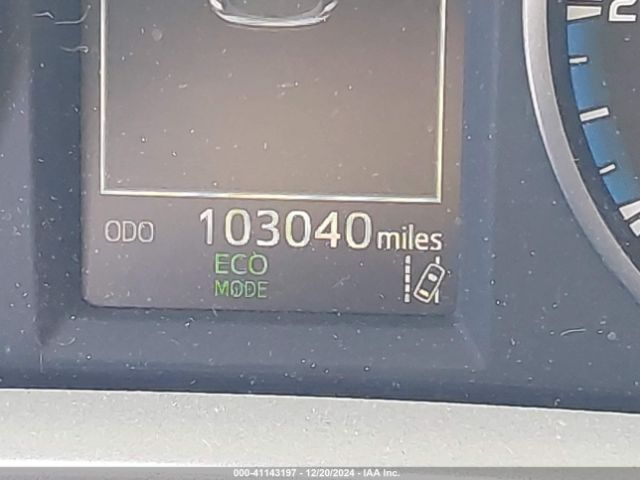 ODO 103040 miles
ECO
MODE
000-41143197 - 12/20/2024 - IAA Inc.